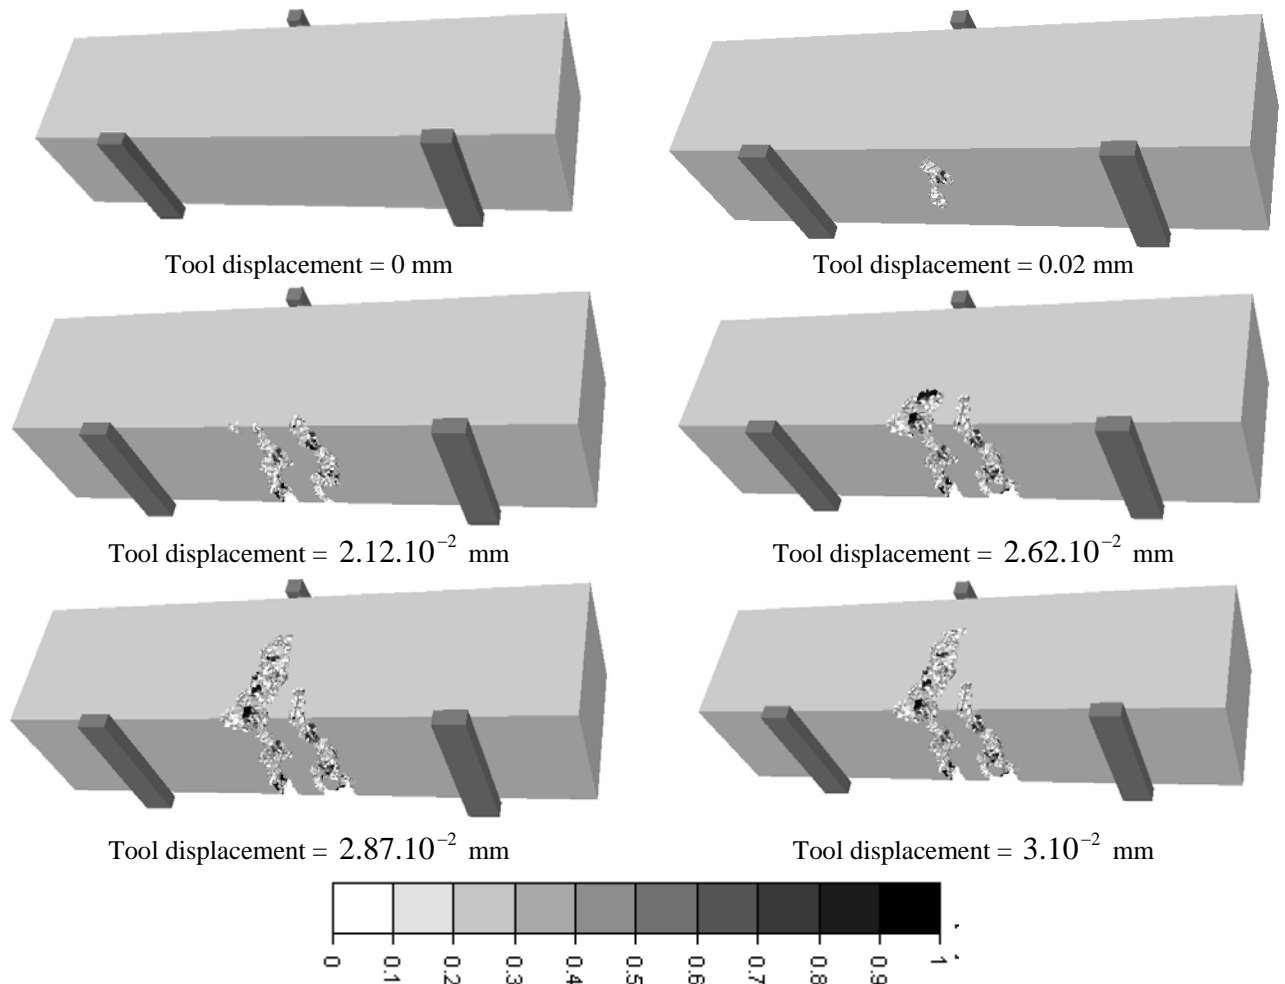 Tool displacement = 0 mm
Tool displacement = 0.02 mm
Tool displacement = 2.12.10⁻² mm
Tool displacement = 2.62.10⁻² mm
Tool displacement = 2.87.10⁻² mm
Tool displacement = 3.10⁻² mm
0 0.1 0.2 0.3 0.4 0.5 0.6 0.7 0.8 0.9 1